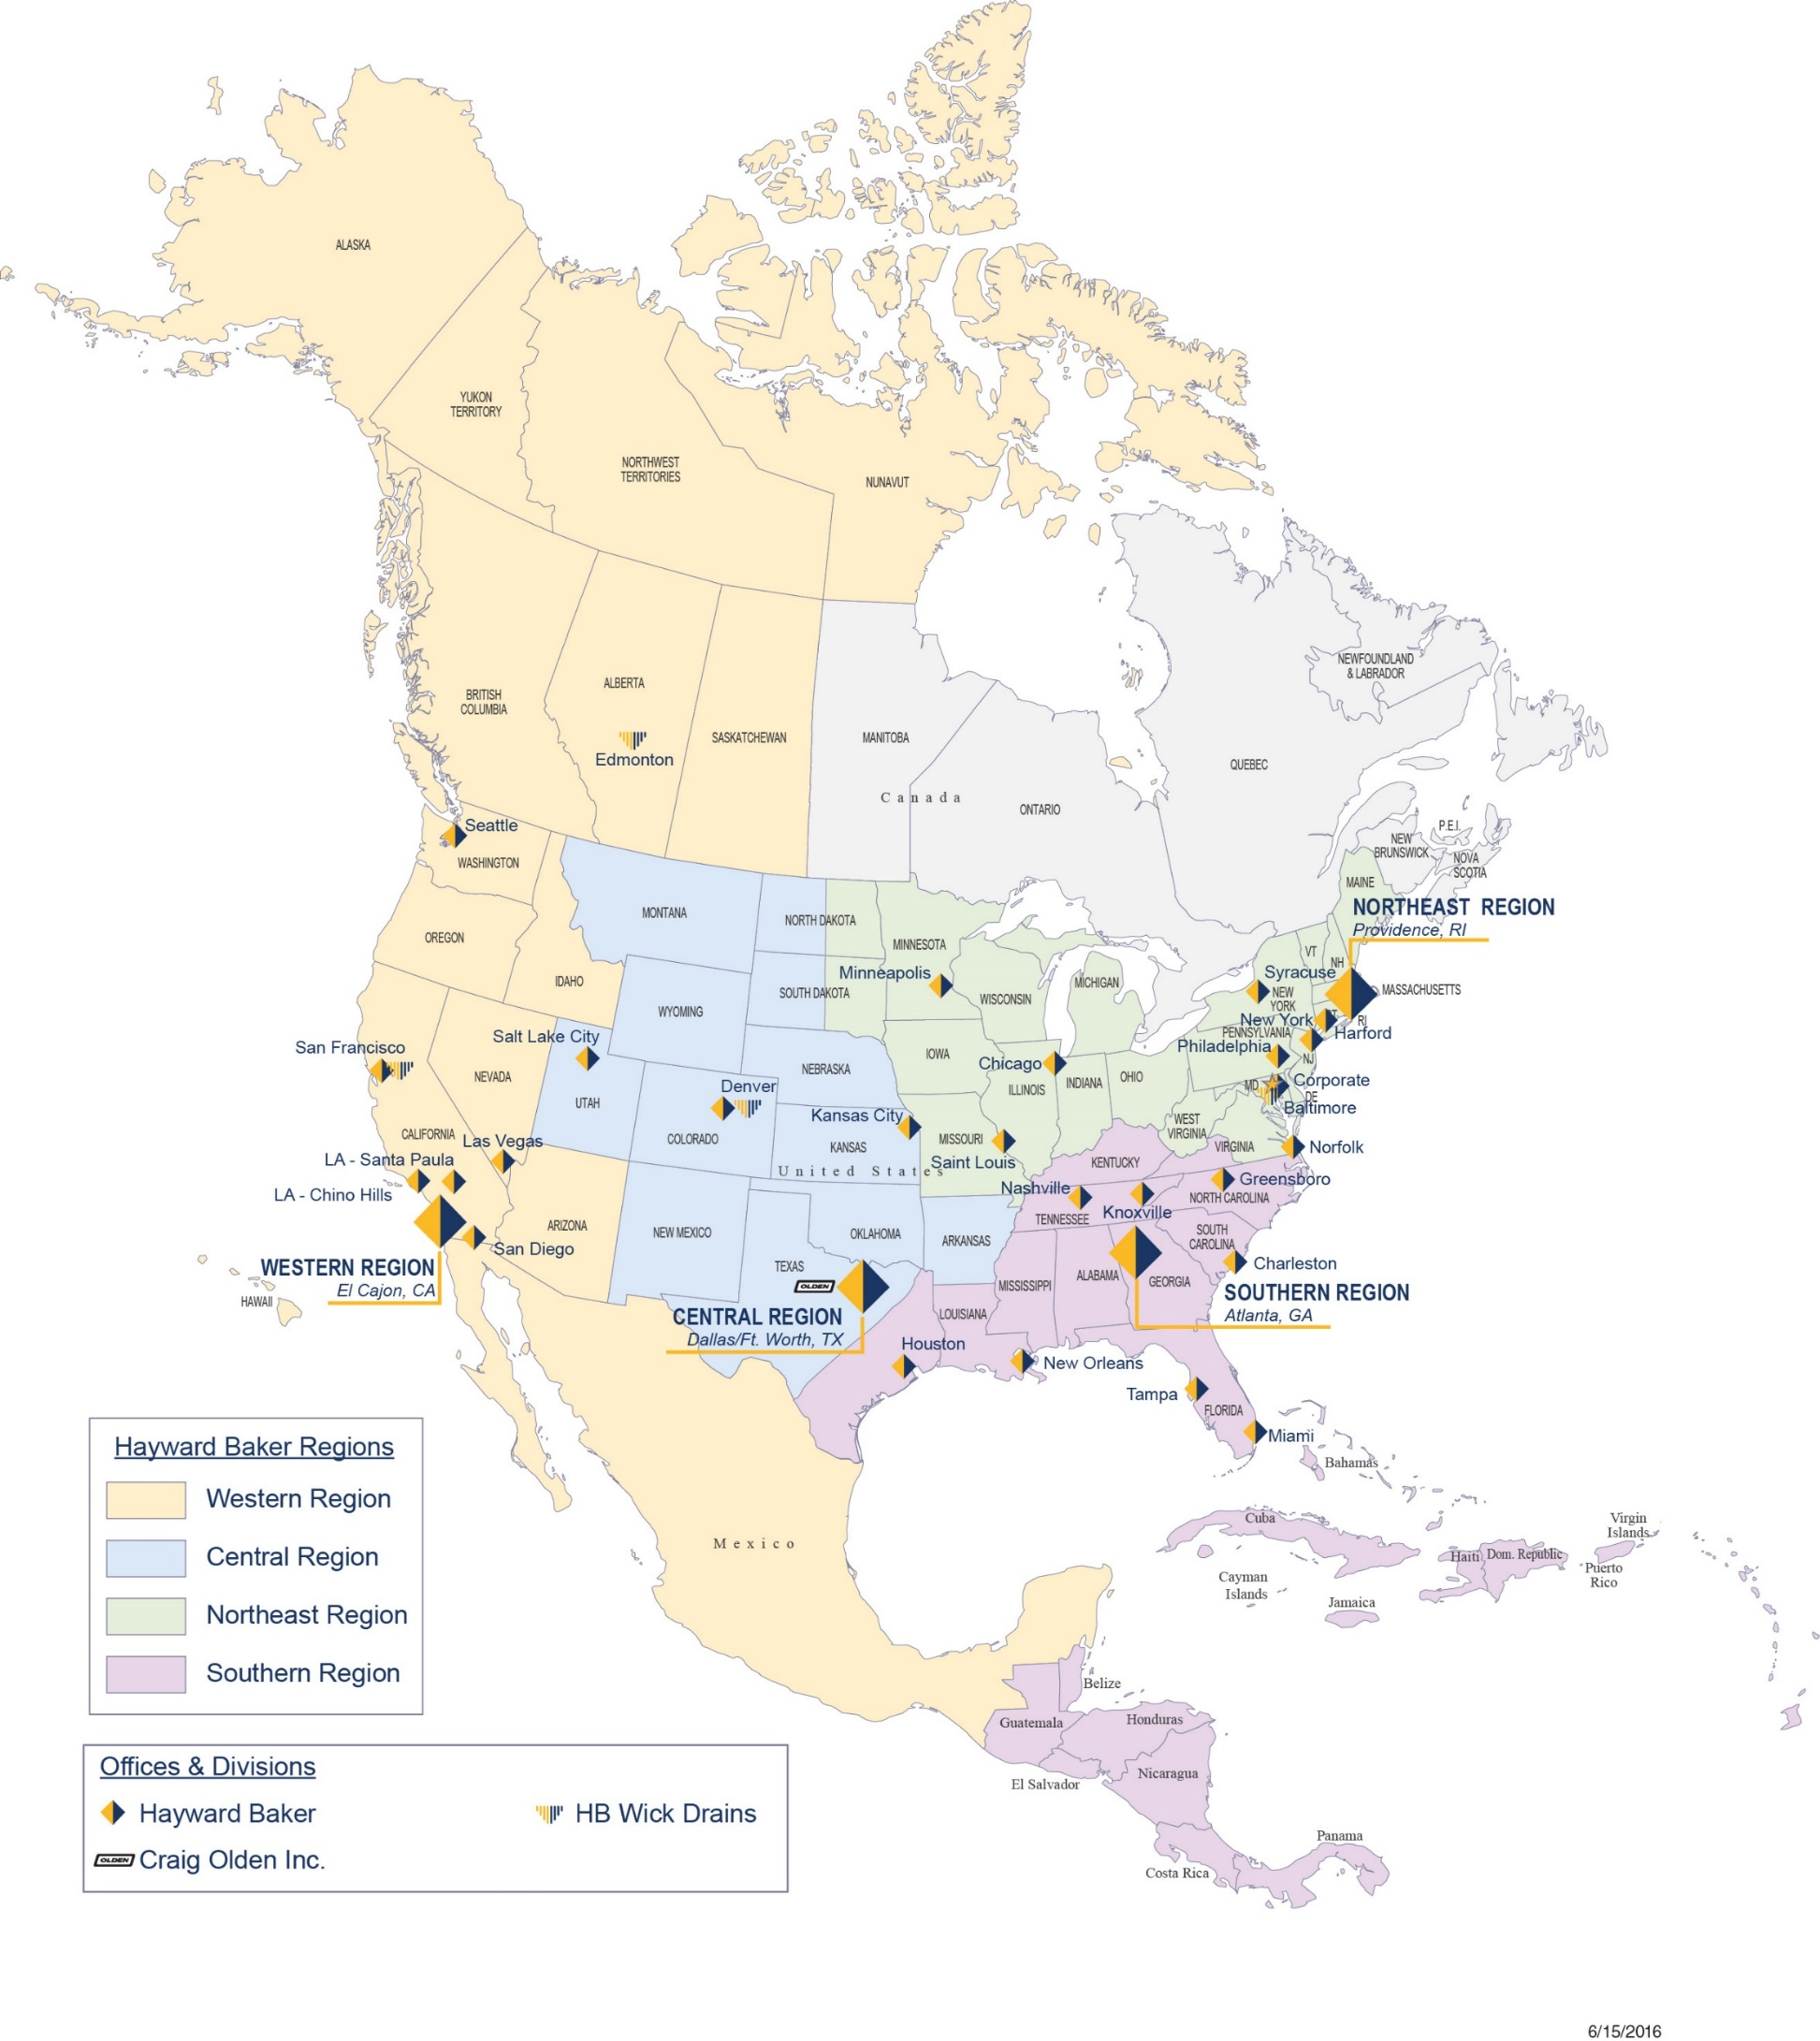 ALASKA
YUKON
TERRITORY
NORTHWEST
TERRITORIES
NUNAVUT
BRITISH
COLUMBIA
ALBERTA
Edmonton
SASKATCHEWAN
MANITOBA
Canada
ONTARIO
QUEBEC
NEWFOUNDLAND
& LABRADOR
P.E.I.
NEW
BRUNSWICK
NOVA
SCOTIA
MAINE
NORTHEAST REGION
Providence, RI
Seattle
WASHINGTON
OREGON
IDAHO
MONTANA
NORTH DAKOTA
MINNESOTA
Minneapolis
SOUTH DAKOTA
WYOMING
WISCONSIN
MICHIGAN
VT
NH
Syracuse
NEW
YORK
MASSACHUSETTS
New York
CT
RI
Harford
PENNSYLVANIA
Philadelphia
NJ
San Francisco
Salt Lake City
NEVADA
UTAH
Denver
COLORADO
NEBRASKA
IOWA
Chicago
ILLINOIS
INDIANA
OHIO
MD
Corporate
DE
Baltimore
Kansas City
KANSAS
MISSOURI
Saint Louis
WEST
VIRGINIA
VIRGINIA
Norfolk
United States
KENTUCKY
CALIFORNIA
Las Vegas
LA - Santa Paula
LA - Chino Hills
Nashville
Greensboro
NORTH CAROLINA
Knoxville
TENNESSEE
ARIZONA
NEW MEXICO
OKLAHOMA
ARKANSAS
SOUTH
CAROLINA
San Diego
WESTERN REGION
El Cajon, CA
HAWAII
TEXAS
OLDEN
CENTRAL REGION
Dallas/Ft. Worth, TX
MISSISSIPPI
ALABAMA
GEORGIA
Charleston
SOUTHERN REGION
Atlanta, GA
LOUISIANA
Houston
New Orleans
Tampa
FLORIDA
Miami
Bahamas
Mexico
Cuba
Cayman
Islands
Jamaica
Haiti
Dom. Republic
Puerto
Rico
Virgin
Islands
Belize
Guatemala
Honduras
El Salvador
Nicaragua
Costa Rica
Panama
Hayward Baker Regions
Western Region
Central Region
Northeast Region
Southern Region
Offices & Divisions
Hayward Baker
HB Wick Drains
OLDEN Craig Olden Inc.
6/15/2016